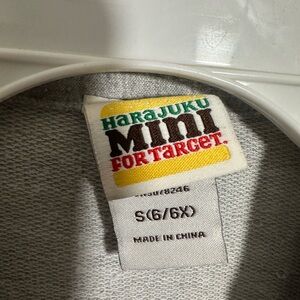 HARAJUKU
MINI
FOR TARGET.
S(6/6X)
MADE IN CHINA